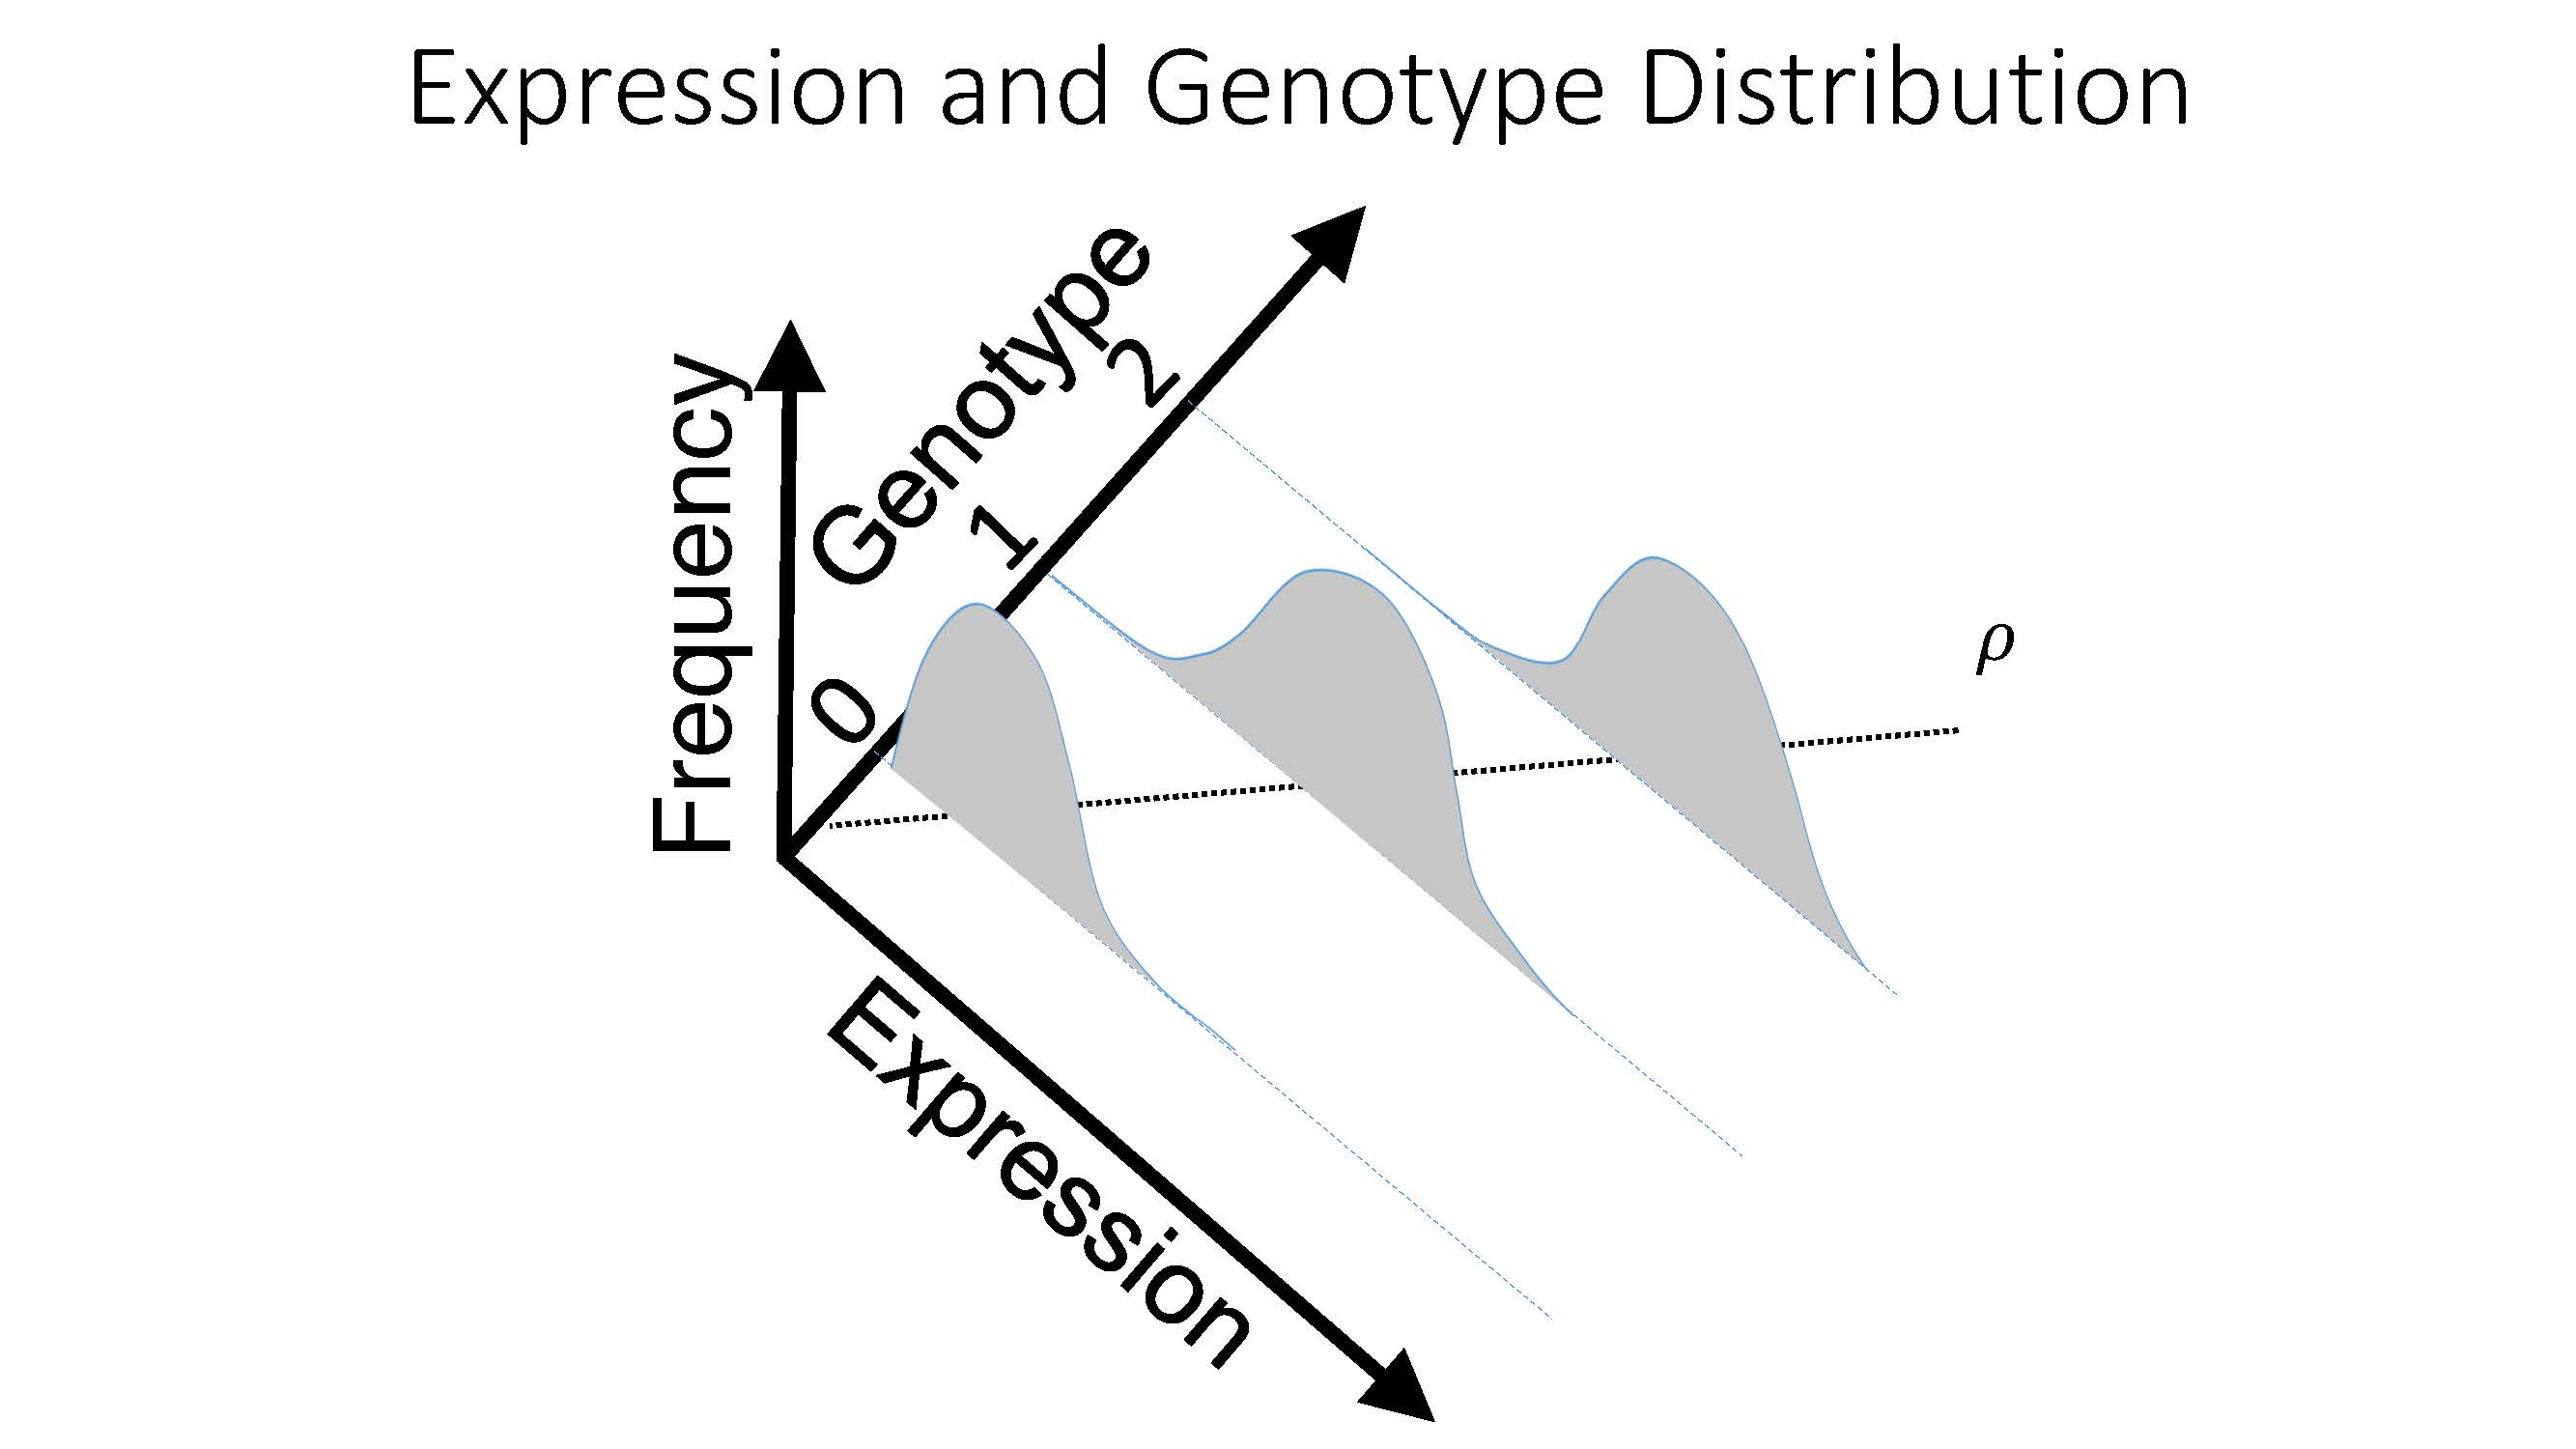 Expression and Genotype Distribution
Frequency
Genotype
0
1
2
Expression
ρ